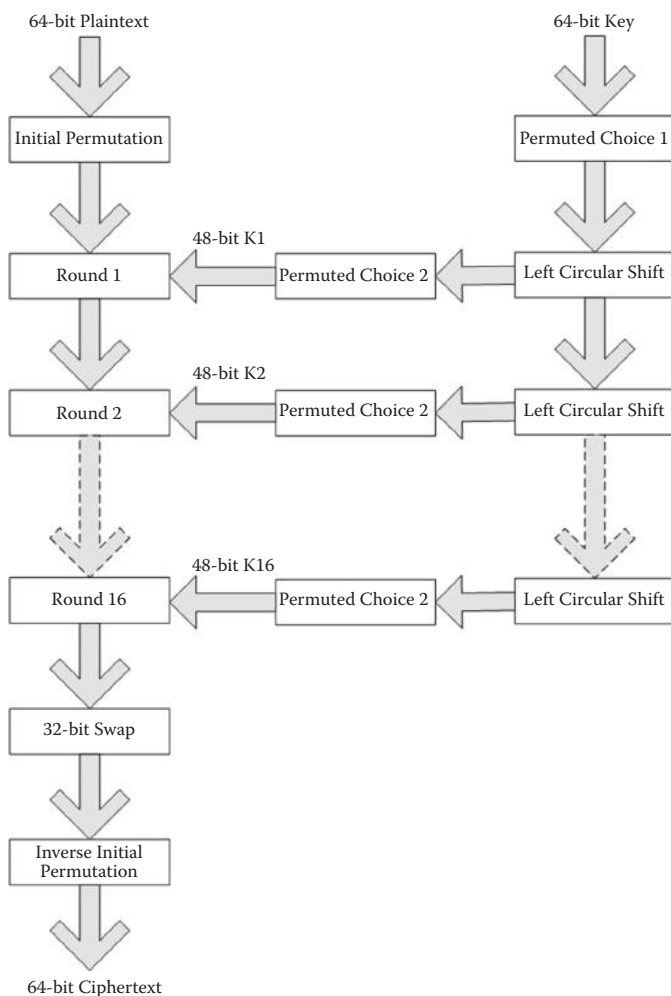 64-bit Plaintext
64-bit Key
Initial Permutation
Permuted Choice 1
48-bit K1
Round 1
Permuted Choice 2
Left Circular Shift
48-bit K2
Round 2
Permuted Choice 2
Left Circular Shift
48-bit K16
Round 16
Permuted Choice 2
Left Circular Shift
32-bit Swap
Inverse Initial
Permutation
64-bit Ciphertext